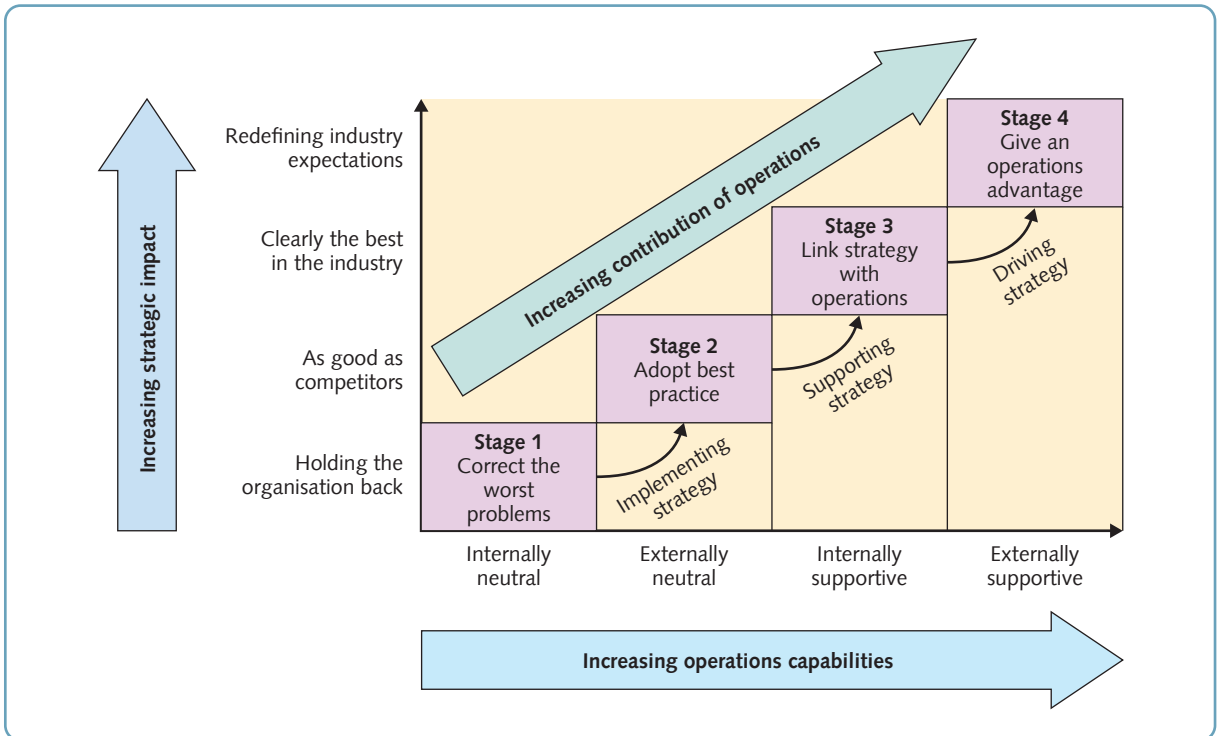 Increasing strategic impact
Redefining industry
expectations
Clearly the best
in the industry
As good as
competitors
Holding the
organisation back
Increasing contribution of operations
Stage 1
Correct the
worst
problems
Implementing
strategy
Stage 2
Adopt best
practice
Supporting
strategy
Stage 3
Link strategy
with
operations
Driving
strategy
Stage 4
Give an
operations
advantage
Internally
neutral
Externally
neutral
Internally
supportive
Externally
supportive
Increasing operations capabilities